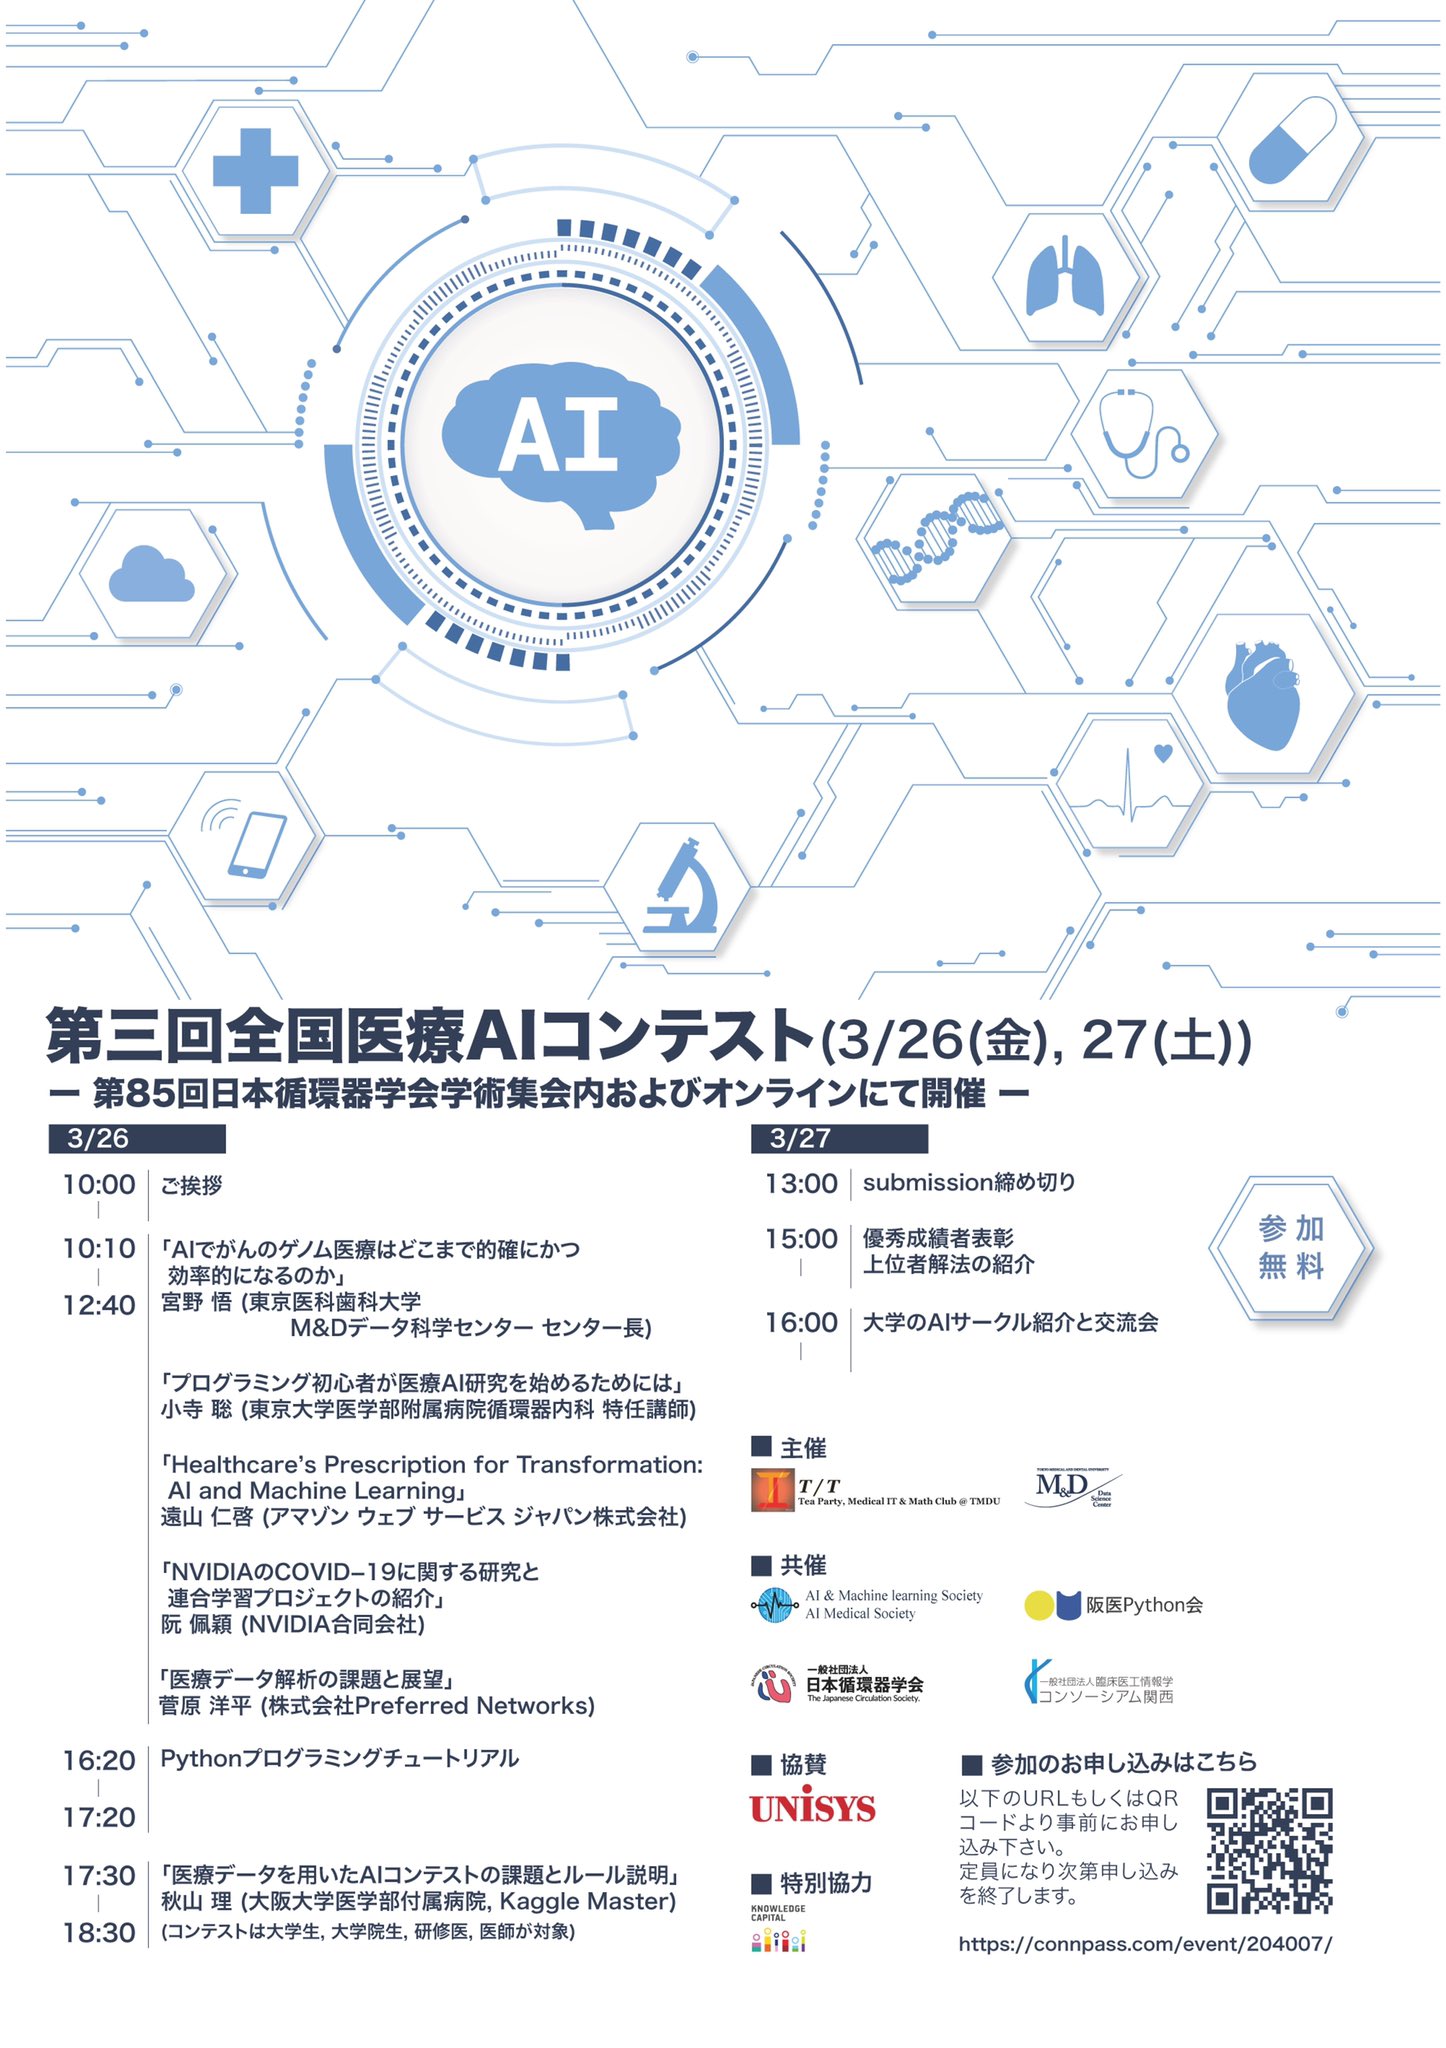 AI
第三回全国医療AIコンテスト(3/26(金), 27(土))
ー 第85回日本循環器学会学術集会内およびオンラインにて開催 ー
3/26
10:00
ご挨拶
10:10
12:40
「AIでがんのゲノム医療はどこまで的確にかつ
効率的になるのか」
宮野 悟 (東京医科歯科大学
M&Dデータ科学センター センター長)
「プログラミング初心者が医療AI研究を始めるためには」
小寺 聡 (東京大学医学部附属病院循環器内科 特任講師)
「Healthcare's Prescription for Transformation:
AI and Machine Learning」
遠山 仁啓 (アマゾン ウェブ サービス ジャパン株式会社)
「NVIDIAのCOVID-19に関する研究と
連合学習プロジェクトの紹介」
阮 佩穎 (NVIDIA合同会社)
「医療データ解析の課題と展望」
菅原 洋平 (株式会社Preferred Networks)
16:20
17:20
Pythonプログラミングチュートリアル
17:30
18:30
「医療データを用いたAIコンテストの課題とルール説明」
秋山 理 (大阪大学医学部付属病院, Kaggle Master)
(コンテストは大学生, 大学院生, 研修医, 医師が対象)
3/27
13:00
submission締め切り
15:00
優秀成績者表彰
上位者解法の紹介
16:00
大学のAIサークル紹介と交流会
参加
無料
■ 主催
T/T
Tea Party, Medical IT & Math Club @ TMDU
TOKYO MEDICAL AND DENTAL UNIVERSITY
M&D
Data
Science
Center
■ 共催
AI & Machine learning Society
AI Medical Society
阪医Python会
一般社団法人
日本循環器学会
The Japanese Circulation Society.
一般社団法人臨床医工情報学
コンソーシアム関西
■ 協賛
UNiSYS
■ 特別協力
KNOWLEDGE
CAPITAL
■ 参加のお申し込みはこちら
以下のURLもしくはQR
コードより事前にお申し
込み下さい。
定員になり次第申し込み
を終了します。
https://connpass.com/event/204007/